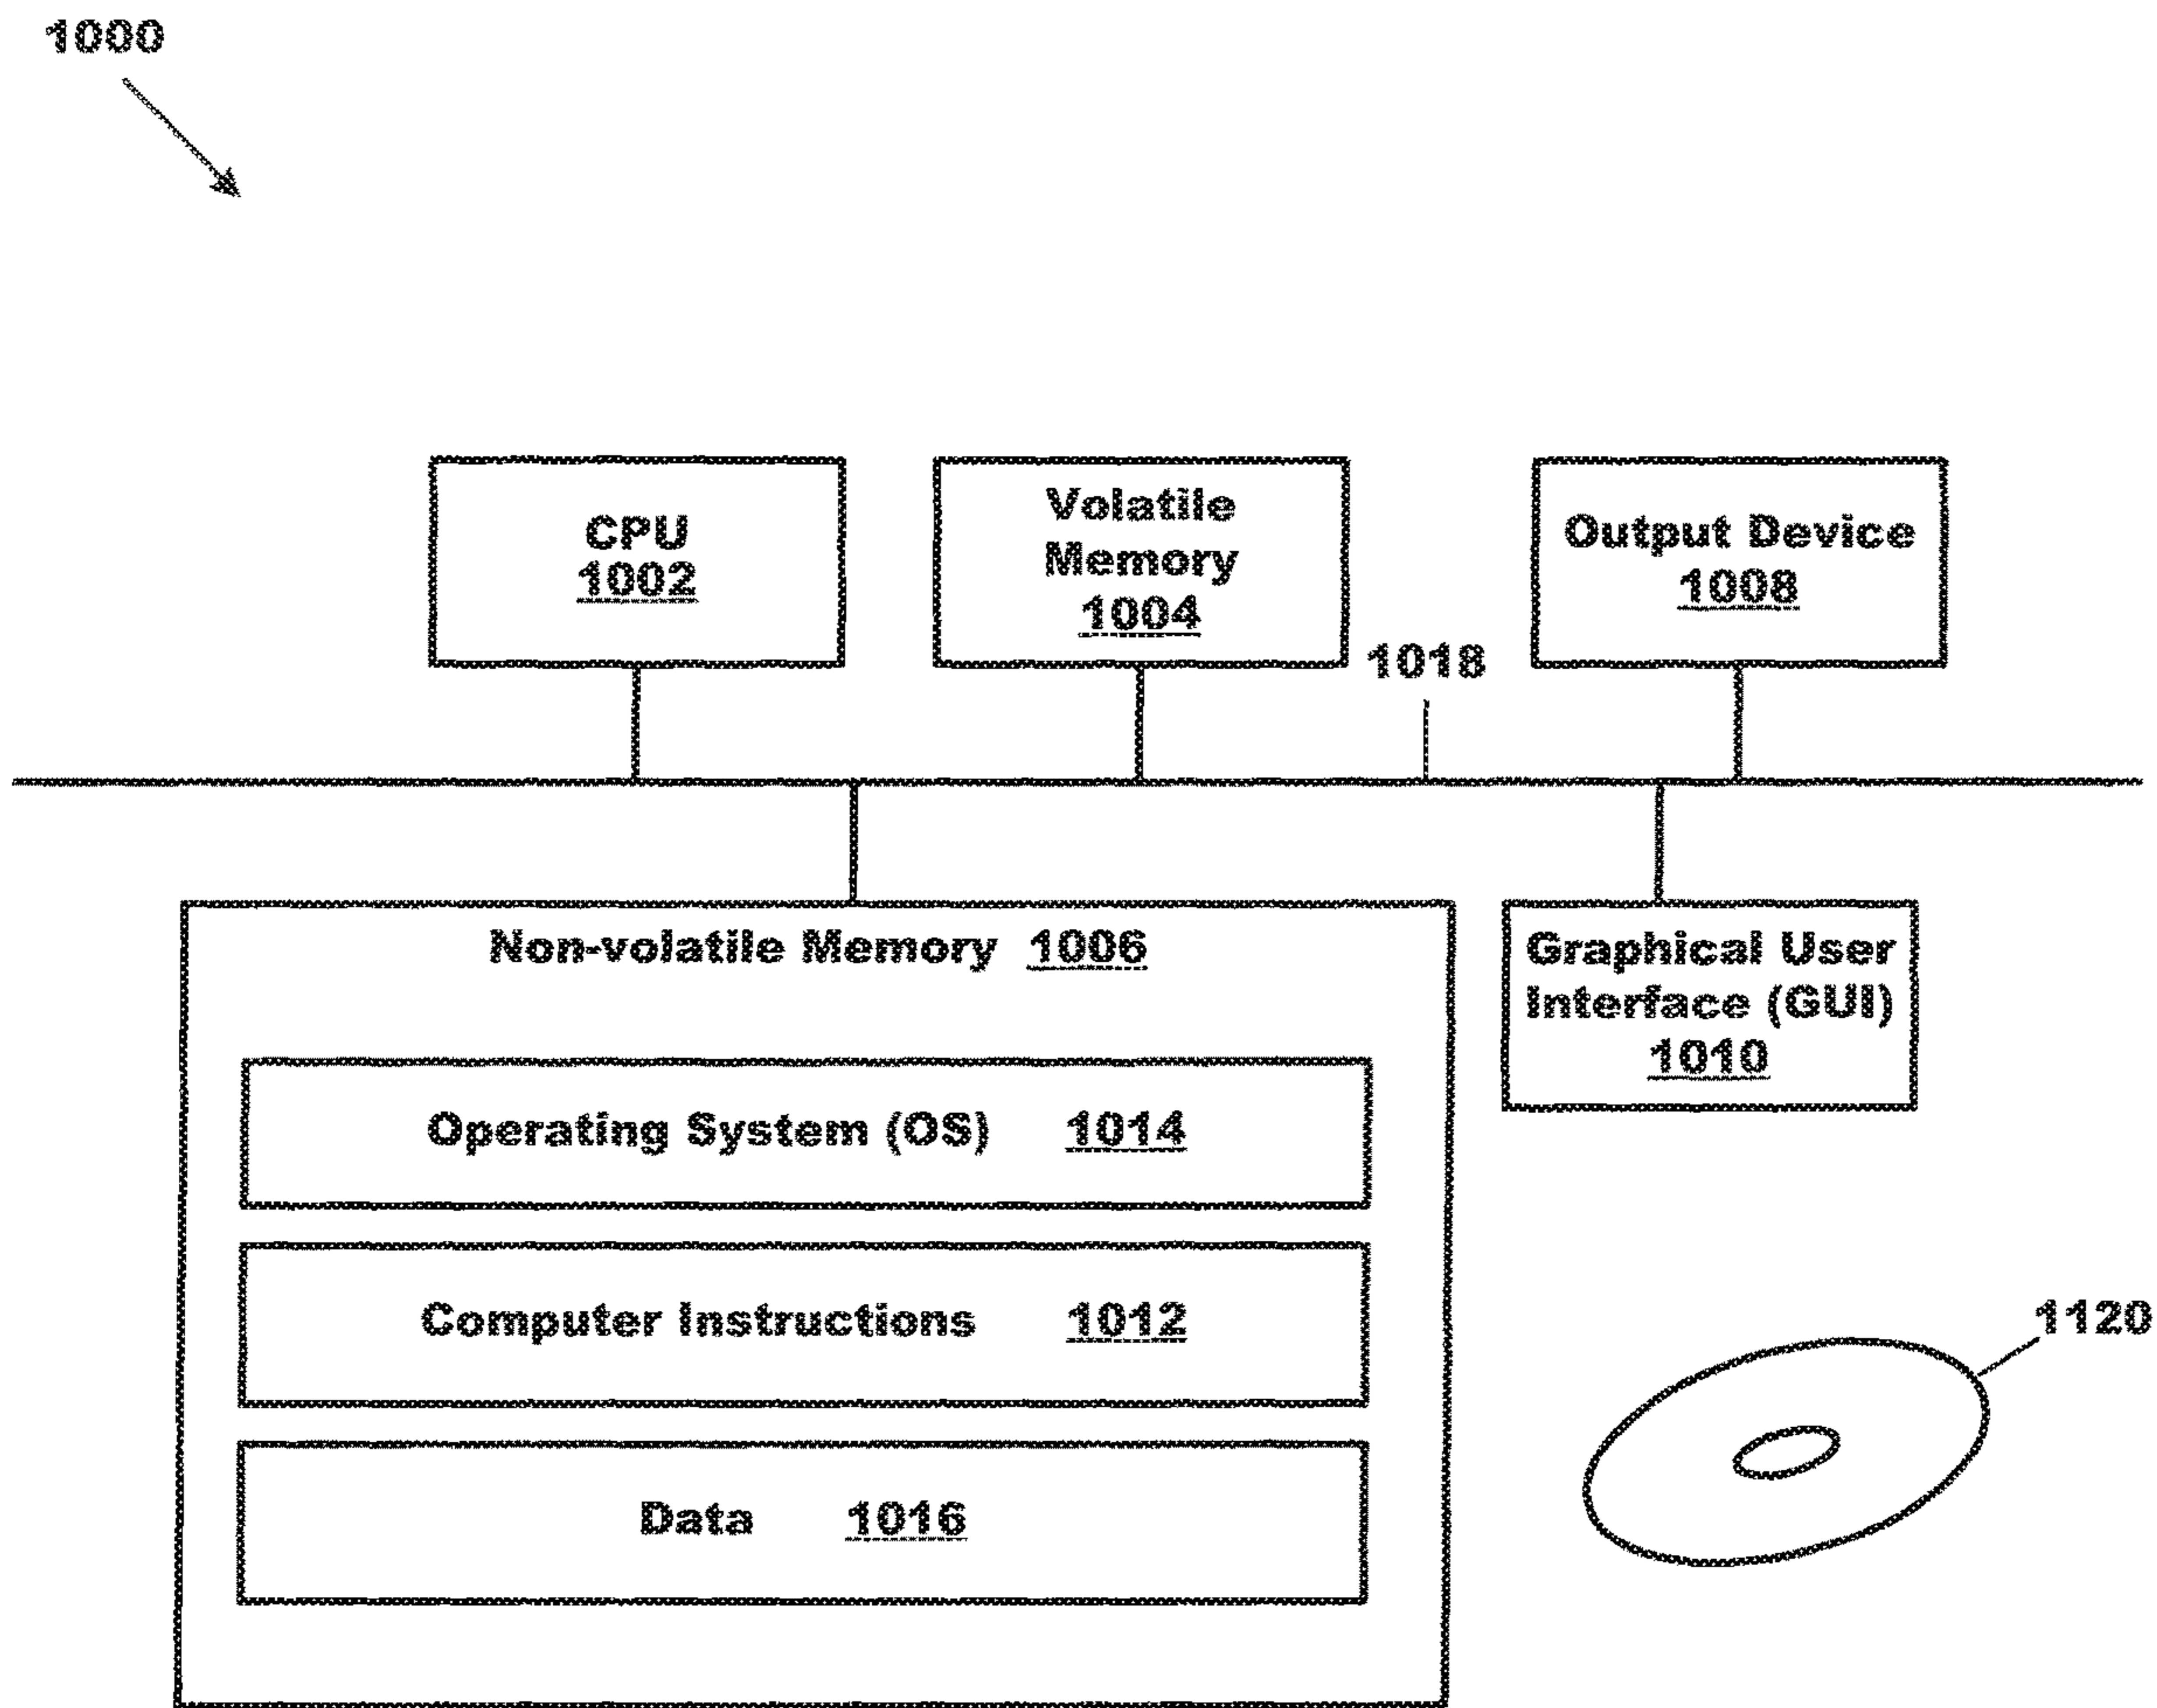 1000
CPU
1002
Volatile
Memory
1004
Output Device
1008
1018
Non-volatile Memory 1006
Graphical User
Interface (GUI)
1010
Operating System (OS) 1014
Computer Instructions 1012
Data 1016
1120